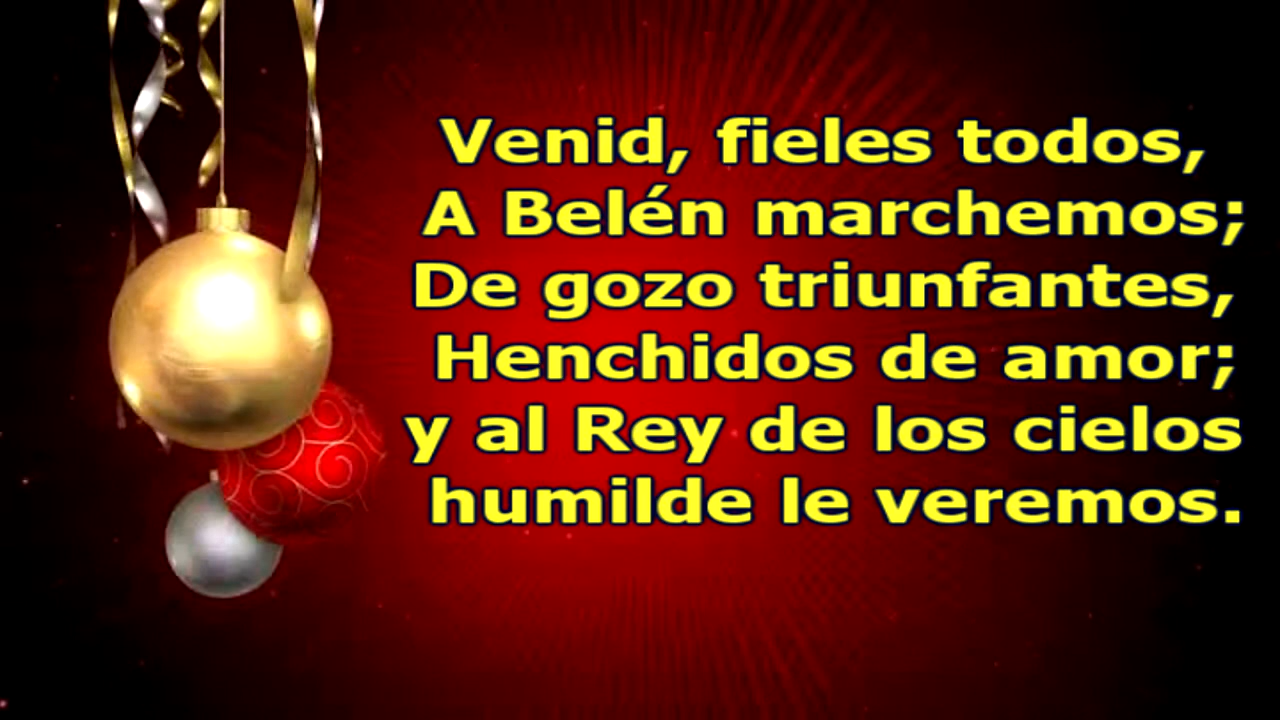 Venid, fieles todos,
A Belén marchemos;
De gozo triunfantes,
Henchidos de amor;
y al Rey de los cielos
humilde le veremos.